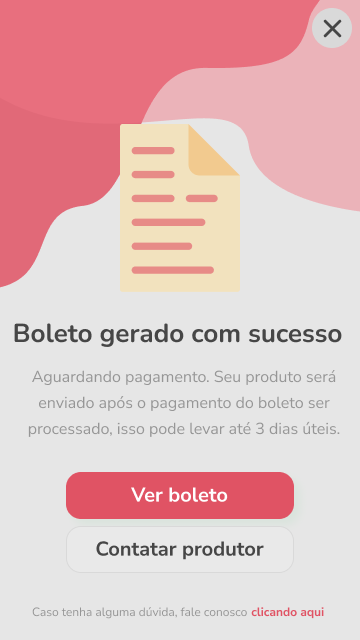 Boleto gerado com sucesso
Aguardando pagamento. Seu produto será
enviado após o pagamento do boleto ser
processado, isso pode levar até 3 dias úteis.
Ver boleto
Contatar produtor
Caso tenha alguma dúvida, fale conosco clicando aqui